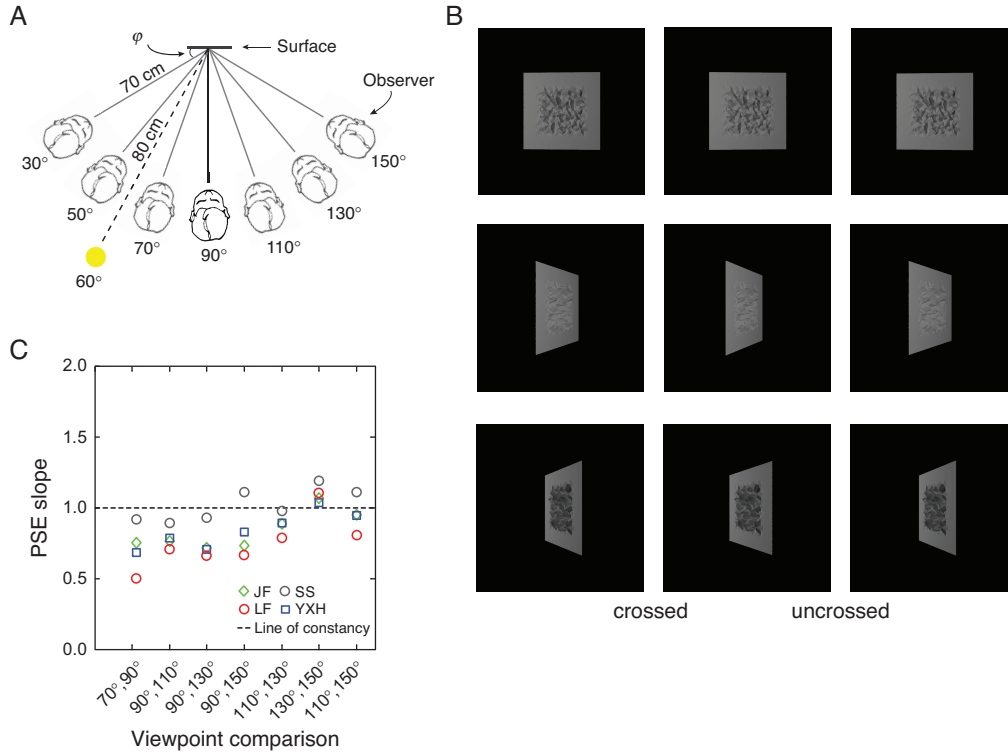 A
φ
Surface
70 cm
Observer
80 cm
30°
150°
50°
130°
70°
90°
110°
60°
B
crossed
uncrossed
C
2.0
1.5
1.0
0.5
0.0
PSE slope
JF
SS
LF
YXH
Line of constancy
70°, 90°
90°, 110°
90°, 130°
90°, 150°
110°, 130°
130°, 150°
110°, 150°
Viewpoint comparison